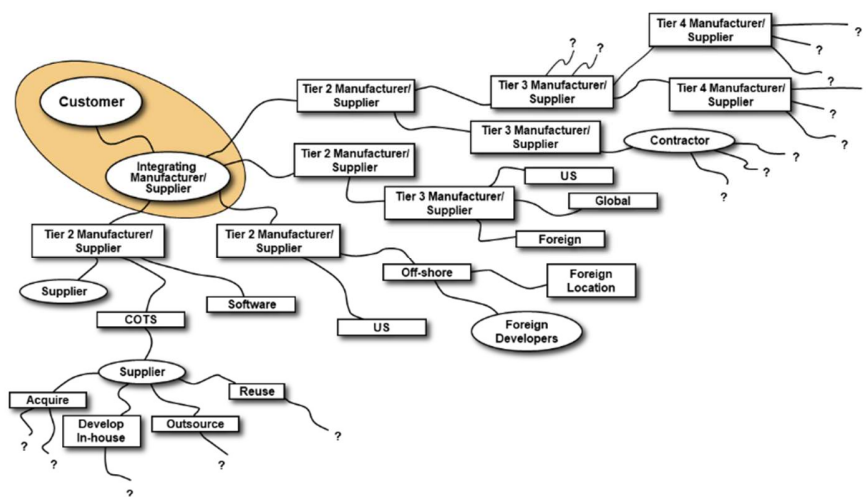 Customer
Integrating
Manufacturer/
Supplier
Tier 2 Manufacturer/
Supplier
Tier 3 Manufacturer/
Supplier
?
?
Tier 4 Manufacturer/
Supplier
?
?
?
Tier 4 Manufacturer/
Supplier
?
?
?
Tier 3 Manufacturer/
Supplier
Contractor
?
?
?
Tier 2 Manufacturer/
Supplier
Tier 3 Manufacturer/
Supplier
US
Global
Foreign
Tier 2 Manufacturer/
Supplier
Supplier
COTS
Software
Tier 2 Manufacturer/
Supplier
Off-shore
Foreign
Location
Foreign
Developers
US
Supplier
Acquire
?
?
Develop
In-house
?
Outsource
?
Reuse
?